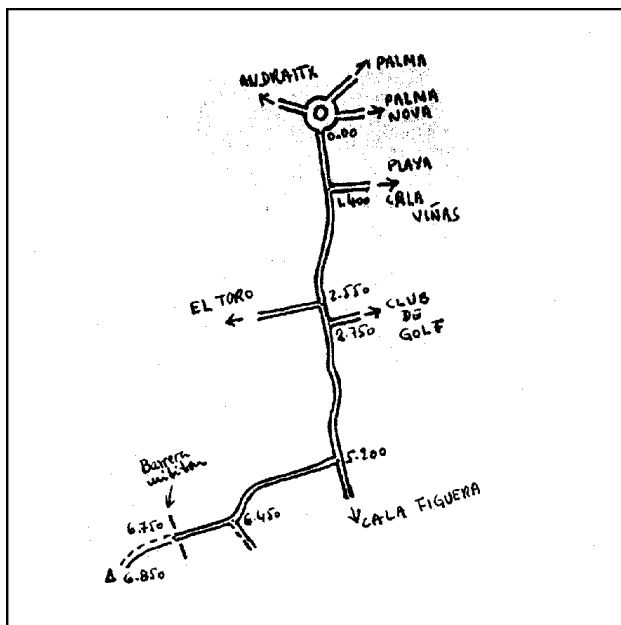 ANDRAITX
PALMA
PALMA
NOVA
0.00
PLAYA
CALA
VIÑAS
1.400
EL TORO
2.550
CLUB
DE
GOLF
2.750
5.200
Barrera
militar
CALA FIGUERA
6.450
6.750
6.850